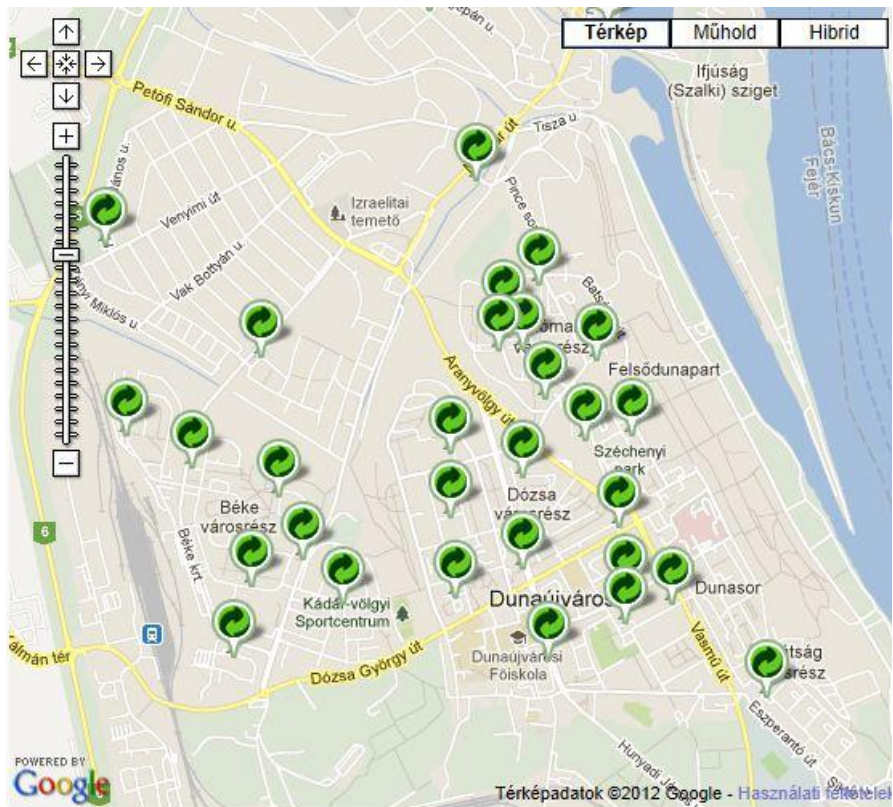 Térkép
Műhold
Hibrid
Ifjúság
(Szalki) sziget
Petőfi Sándor u.
Tisza u.
Bács-Kiskun
Fejér
Venyimi út
Izraelitai
temető
Pince
Vak Bottyán u.
Miklós u.
Felsődunapart
Aranyvölgy út
Széchenyi
park
Béke
városrész
Dózsa
városrész
6
Béke krt.
Dunaújváros
Dunasor
Kádár-völgyi
Sportcentrum
Dózsa György út
Dunaújvárosi
Főiskola
Vasmű út
Eszperantó út
Hunyadi
POWERED BY
Google
Térképadatok ©2012 Google - Használati feltételek